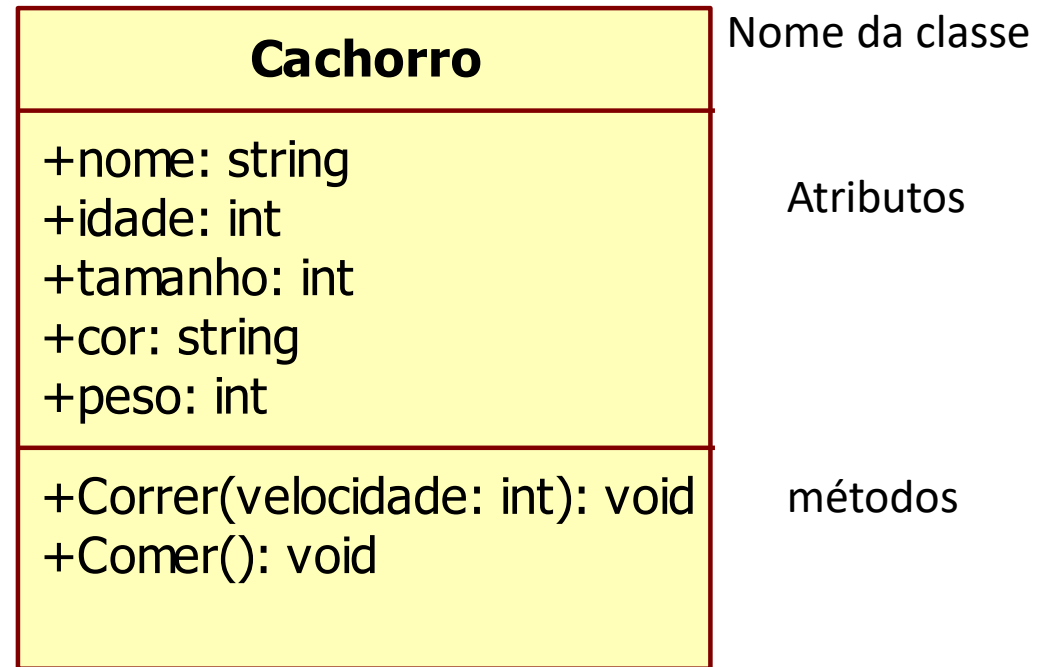 Cachorro
Nome da classe
+nome: string
+idade: int
+tamanho: int
+cor: string
+peso: int
Atributos
+Correr(velocidade: int): void
+Comer(): void
métodos